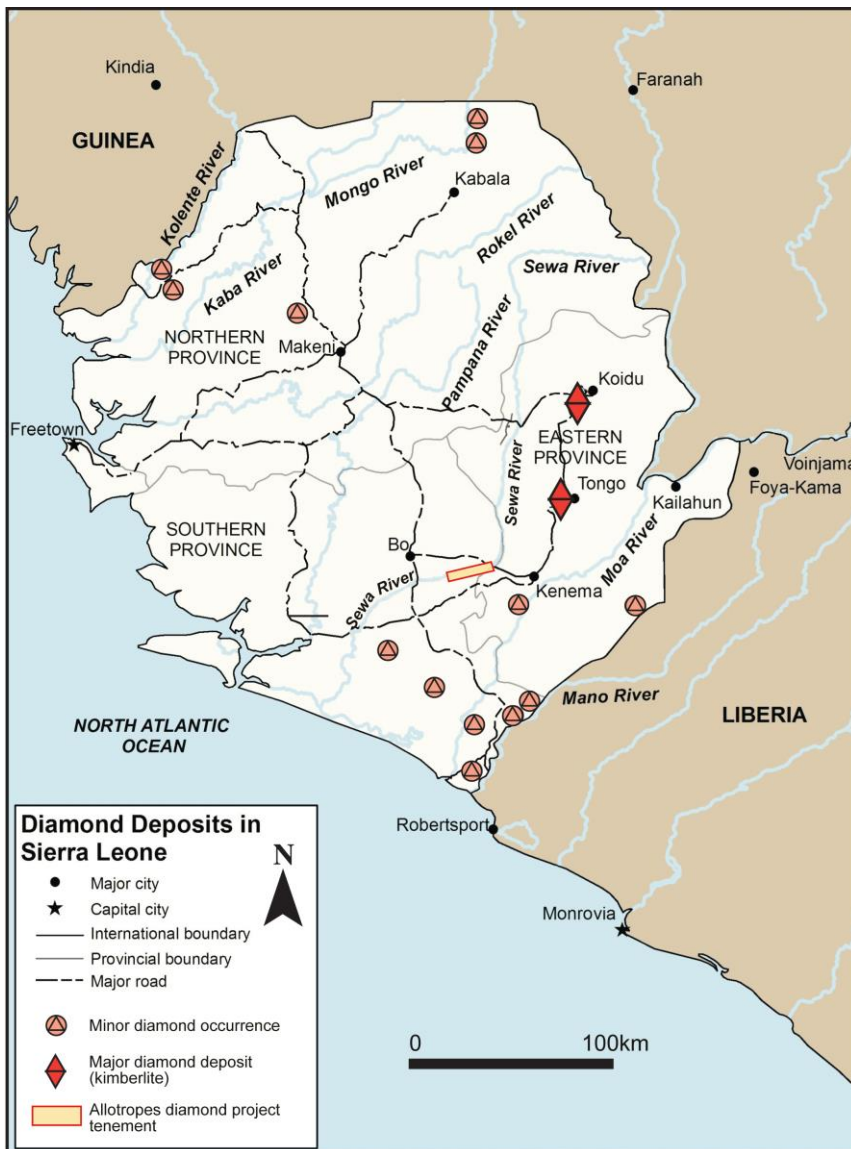 Kindia
Faranah
GUINEA
Kolente River
Mongo River
Kabala
Rokel River
Sewa River
Kaba River
NORTHERN
PROVINCE
Makeni
Pampana River
Koidu
Freetown
EASTERN
PROVINCE
Sewa River
Voinjama
Foya-Kama
Tongo
Kailahun
SOUTHERN
PROVINCE
Bo
Moa River
Sewa River
Kenema
Mano River
NORTH ATLANTIC
OCEAN
LIBERIA
Robertsport
Monrovia
Diamond Deposits in
Sierra Leone
N
Major city
Capital city
International boundary
Provincial boundary
Major road
Minor diamond occurrence
Major diamond deposit
(kimberlite)
Allotropes diamond project
tenement
0 100km